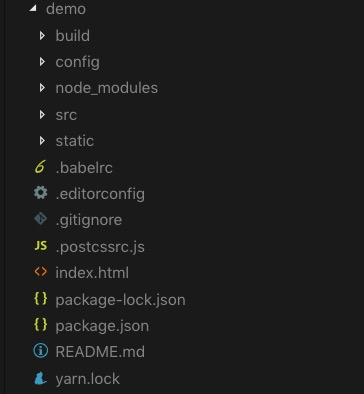 demo
build
config
node_modules
src
static
.babelrc
.editorconfig
.gitignore
JS .postcssrc.js
<> index.html
{} package-lock.json
{} package.json
README.md
yarn.lock